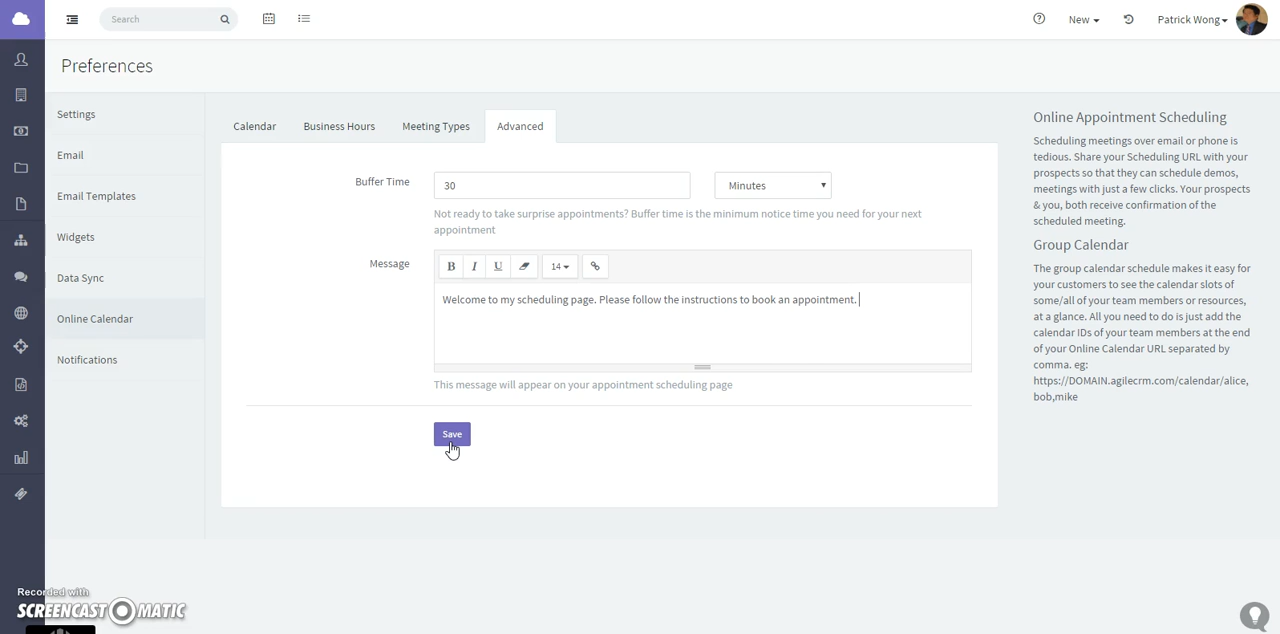 Search
New
Patrick Wong
Preferences
Settings
Email
Email Templates
Widgets
Data Sync
Online Calendar
Notifications
Calendar
Business Hours
Meeting Types
Advanced
Buffer Time
30
Minutes
Not ready to take surprise appointments? Buffer time is the minimum notice time you need for your next
appointment
Message
B I U 14
Welcome to my scheduling page. Please follow the instructions to book an appointment.
This message will appear on your appointment scheduling page
Save
Online Appointment Scheduling
Scheduling meetings over email or phone is
tedious. Share your Scheduling URL with your
prospects so that they can schedule demos,
meetings with just a few clicks. Your prospects
& you, both receive confirmation of the
scheduled meeting.
Group Calendar
The group calendar schedule makes it easy for
your customers to see the calendar slots of
some/all of your team members or resources,
at a glance. All you need to do is just add the
calendar IDs of your team members at the end
of your Online Calendar URL separated by
comma. eg:
https://DOMAIN.agilecrm.com/calendar/alice,
bob,mike
Recorded with
SCREENCAST-O-MATIC